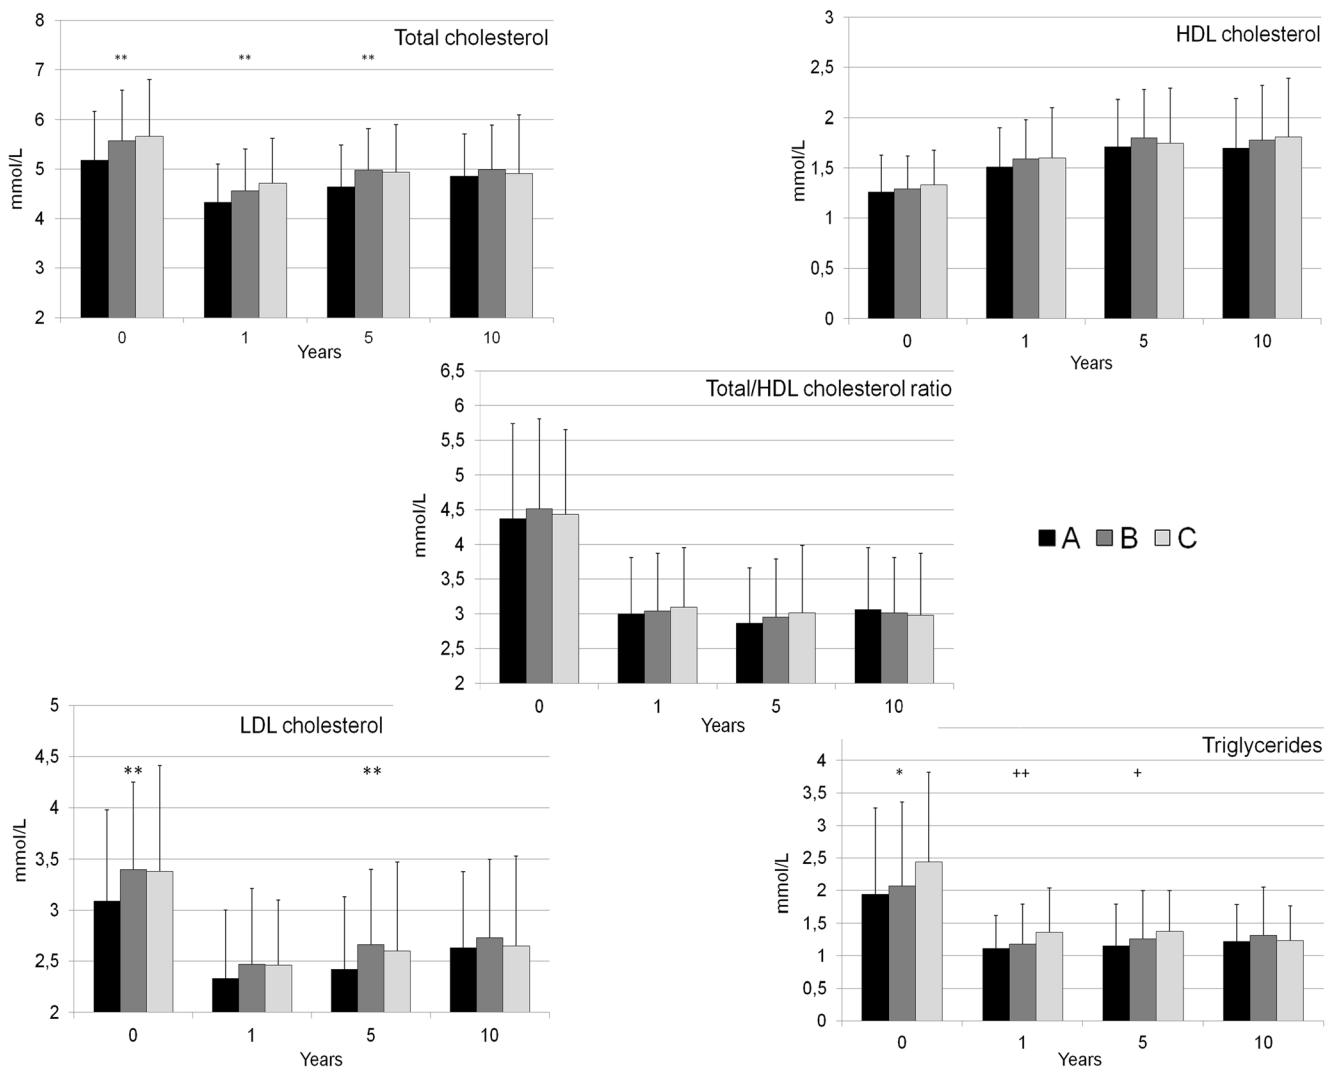 Total cholesterol
8
7
6
5
4
3
2
mmol/L
** ** **
0 1 5 10
Years
HDL cholesterol
3
2,5
2
1,5
1
0,5
0
mmol/L
0 1 5 10
Years
Total/HDL cholesterol ratio
6,5
6
5,5
5
4,5
4
3,5
3
2,5
2
mmol/L
0 1 5 10
Years
A B C
LDL cholesterol
5
4,5
4
3,5
3
2,5
2
mmol/L
** **
0 1 5 10
Years
Triglycerides
4
3,5
3
2,5
2
1,5
1
0,5
0
mmol/L
* ++ +
0 1 5 10
Years